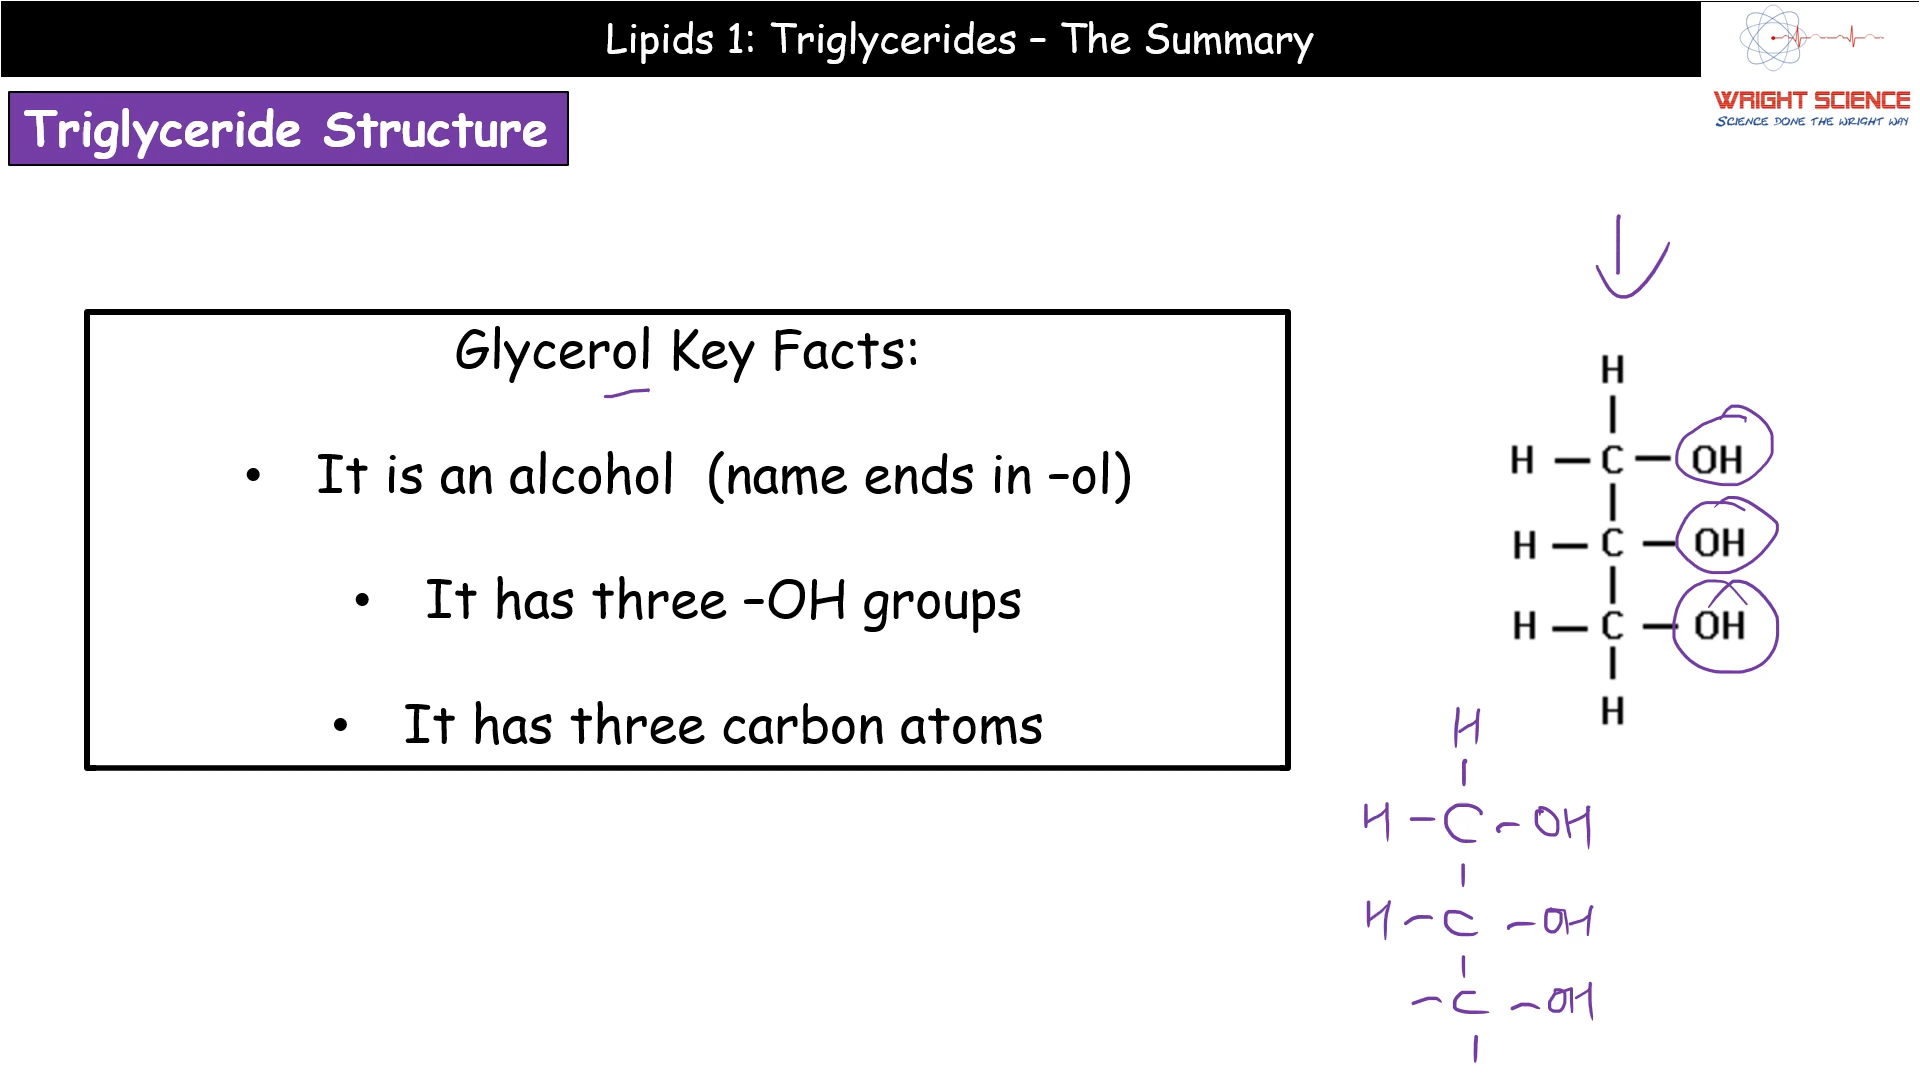 Lipids 1: Triglycerides – The Summary
WRIGHT SCIENCE
SCIENCE DONE THE WRIGHT WAY
Triglyceride Structure
Glycerol Key Facts:
• It is an alcohol (name ends in –ol)
• It has three –OH groups
• It has three carbon atoms
H
H – C – OH
H – C – OH
H – C – OH
H
H
H – C – OH
H – C – OH
– C – OH